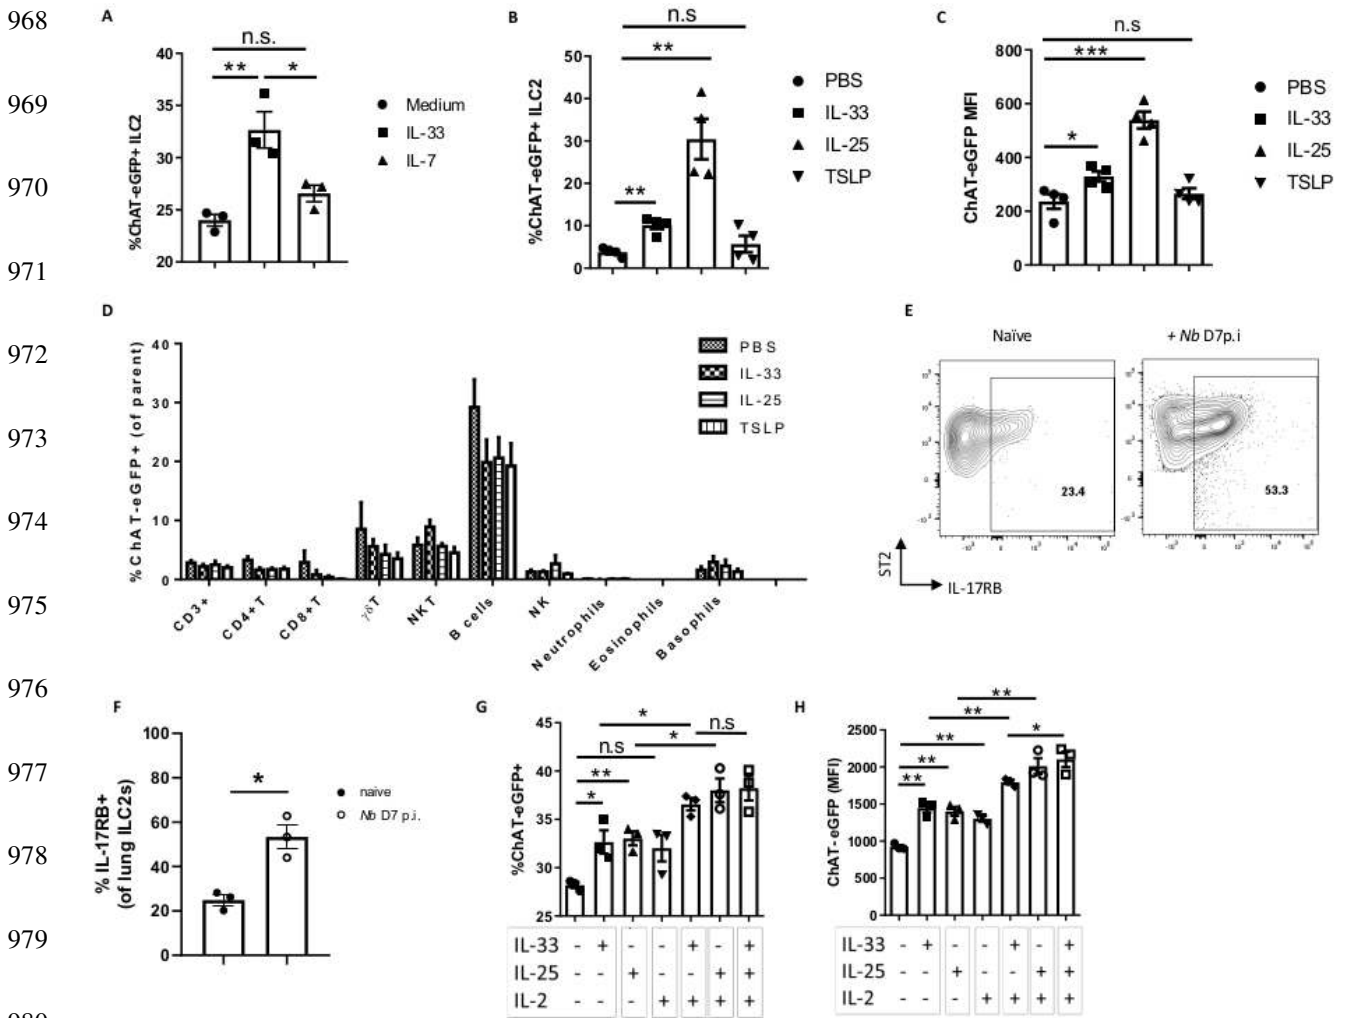 968
A
B
C
n.s.
** *
n.s
**
**
n.s
***
*
%ChAT-eGFP+ ILC2
40
35
30
25
20
Medium
IL-33
IL-7
%ChAT-eGFP+ ILC2
50
40
30
20
10
0
PBS
IL-33
IL-25
TSLP
ChAT-eGFP MFI
800
600
400
200
0
PBS
IL-33
IL-25
TSLP
969
970
971
D
%ChAT-eGFP+ (of parent)
40
30
20
10
0
PBS
IL-33
IL-25
TSLP
CD3+
CD4+T
CD8+T
γδT
NKT
B cells
NK
Neutrophils
Eosinophils
Basophils
E
Naïve
+ Nb D7p.i
23.4
53.3
ST2
IL-17RB
972
973
974
975
976
F
% IL-17RB+
(of lung ILC2s)
100
80
60
40
20
0
*
naive
Nb D7 p.i.
G
%ChAT-eGFP+
45
40
35
30
25
* n.s
n.s *
**
*
IL-33 - + - - + - +
IL-25 - - + - - + +
IL-2 - - - + + + +
H
ChAT-eGFP (MFI)
2500
2000
1500
1000
500
0
**
**
** *
**
**
IL-33 - + - - + - +
IL-25 - - + - - + +
IL-2 - - - + + + +
977
978
979